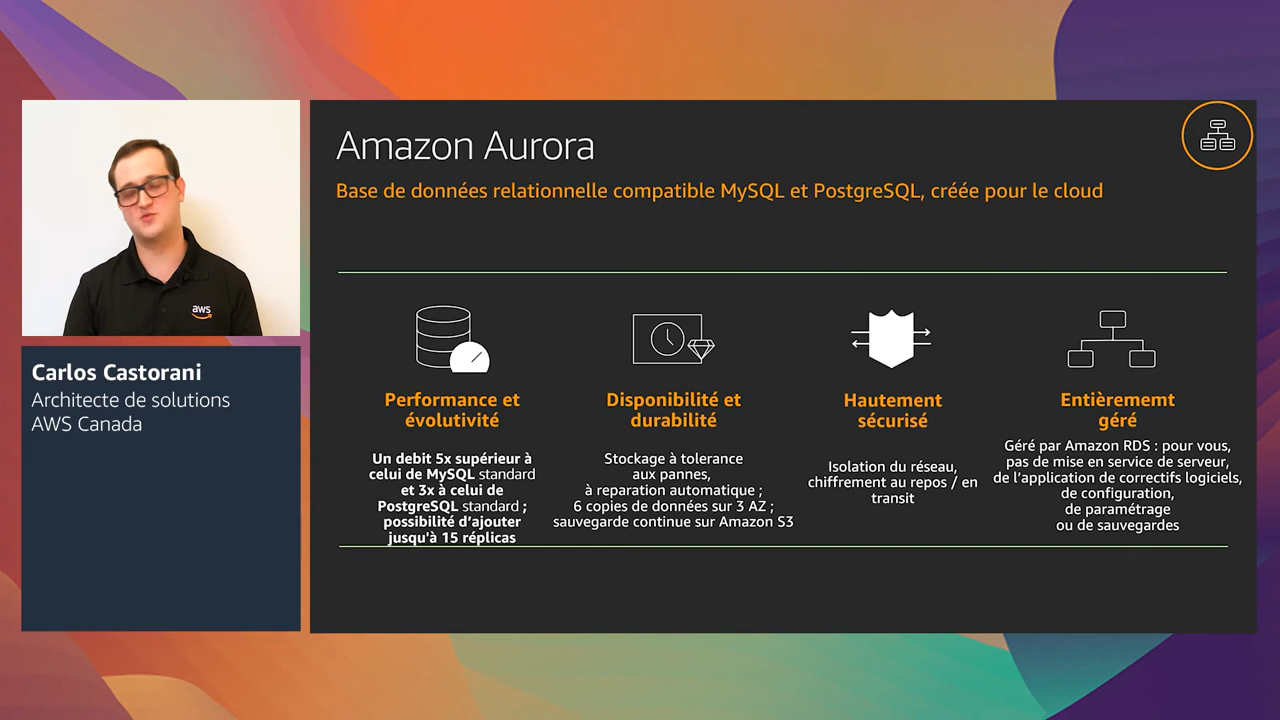 aws
Carlos Castorani
Architecte de solutions
AWS Canada
Amazon Aurora
Base de données relationnelle compatible MySQL et PostgreSQL, créée pour le cloud
Performance et
évolutivité
Un debit 5x supérieur à
celui de MySQL standard
et 3x à celui de
PostgreSQL standard ;
possibilité d’ajouter
jusqu'à 15 réplicas
Disponibilité et
durabilité
Stockage à tolerance
aux pannes,
à reparation automatique ;
6 copies de données sur 3 AZ ;
sauvegarde continue sur Amazon S3
Hautement
sécurisé
Isolation du réseau,
chiffrement au repos / en
transit
Entièrememt
géré
Géré par Amazon RDS : pour vous,
pas de mise en service de serveur,
de l’application de correctifs logiciels,
de configuration,
de paramétrage
ou de sauvegardes